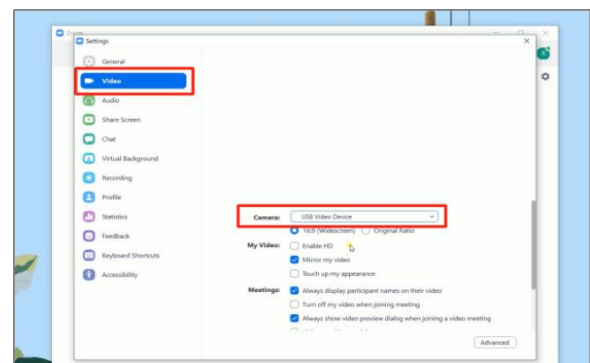 Zoom
Settings
General
Video
Audio
Share Screen
Chat
Virtual Background
Recording
Profile
Statistics
Feedback
Keyboard Shortcuts
Accessibility
Camera: USB Video Device
16:9 (Widescreen) Original Ratio
My Video: Enable HD
Mirror my video
Touch up my appearance
Meetings: Always display participant names on their video
Turn off my video when joining meeting
Always show video preview dialog when joining a video meeting
Advanced